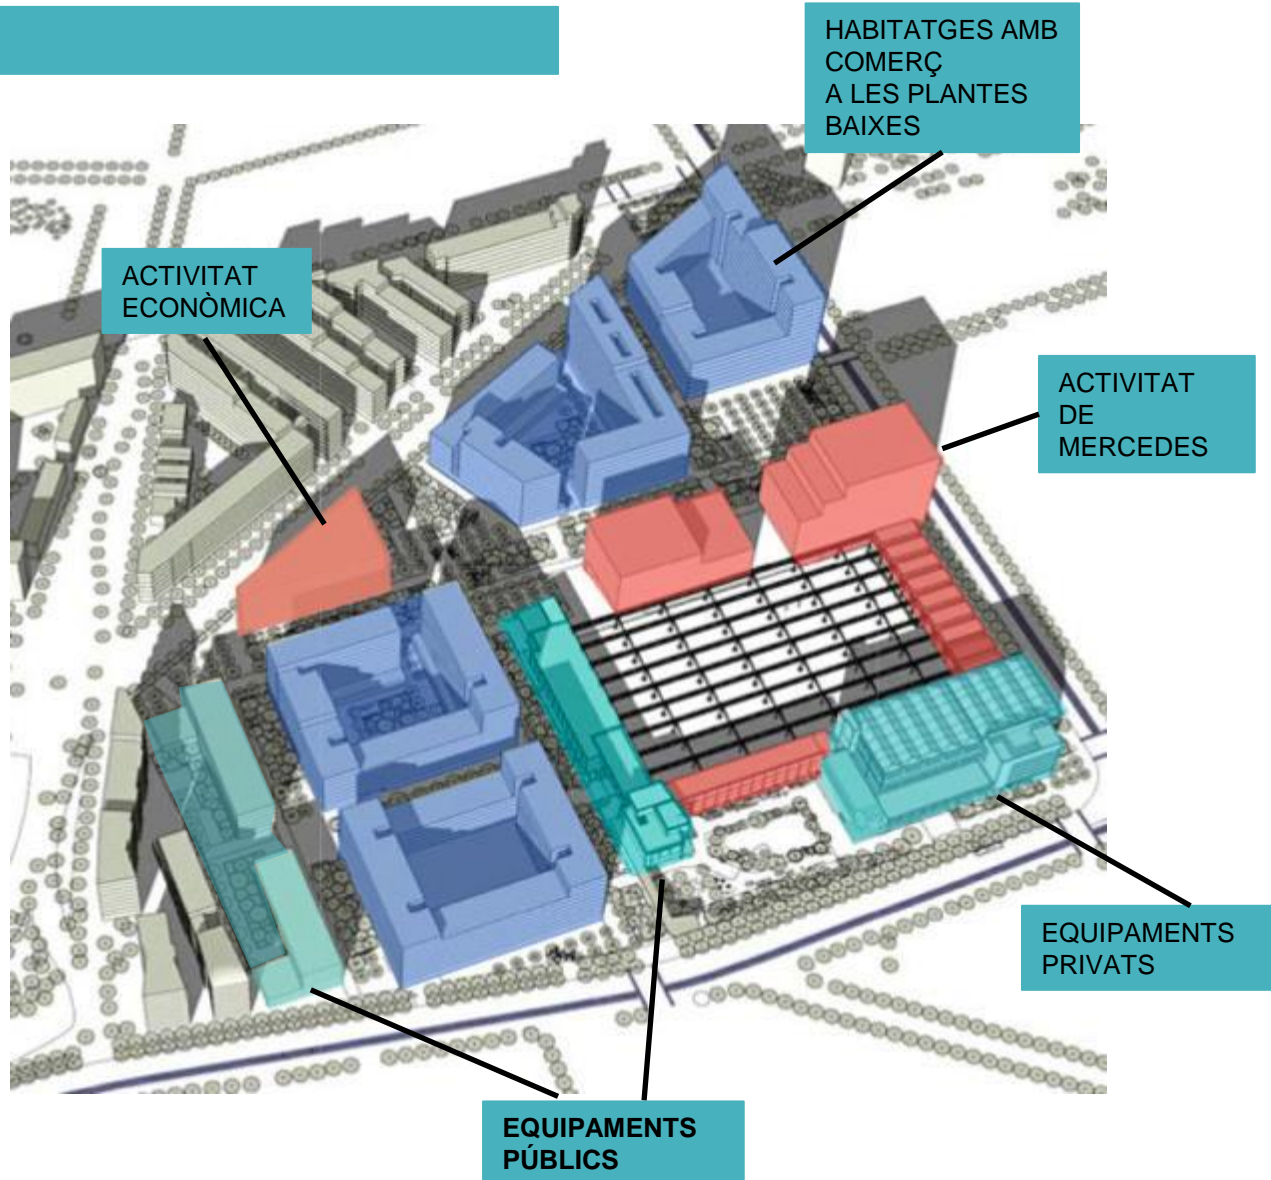 HABITATGES AMB
COMERÇ
A LES PLANTES
BAIXES
ACTIVITAT
ECONÒMICA
ACTIVITAT
DE
MERCEDES
EQUIPAMENTS
PRIVATS
EQUIPAMENTS
PÚBLICS